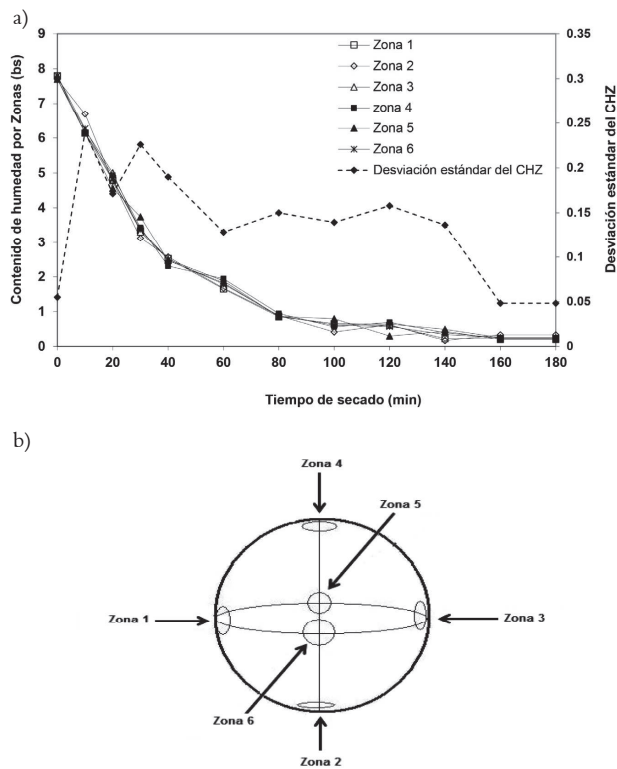 a)
Contenido de humedad por Zonas (bs)
9
8
7
6
5
4
3
2
1
0
Zona 1
Zona 2
Zona 3
zona 4
Zona 5
Zona 6
Desviación estándar del CHZ
0.35
0.3
0.25
0.2
0.15
0.1
0.05
0
Desviación estándar del CHZ
0 20 40 60 80 100 120 140 160 180
Tiempo de secado (min)
b)
Zona 4
Zona 5
Zona 1
Zona 3
Zona 6
Zona 2